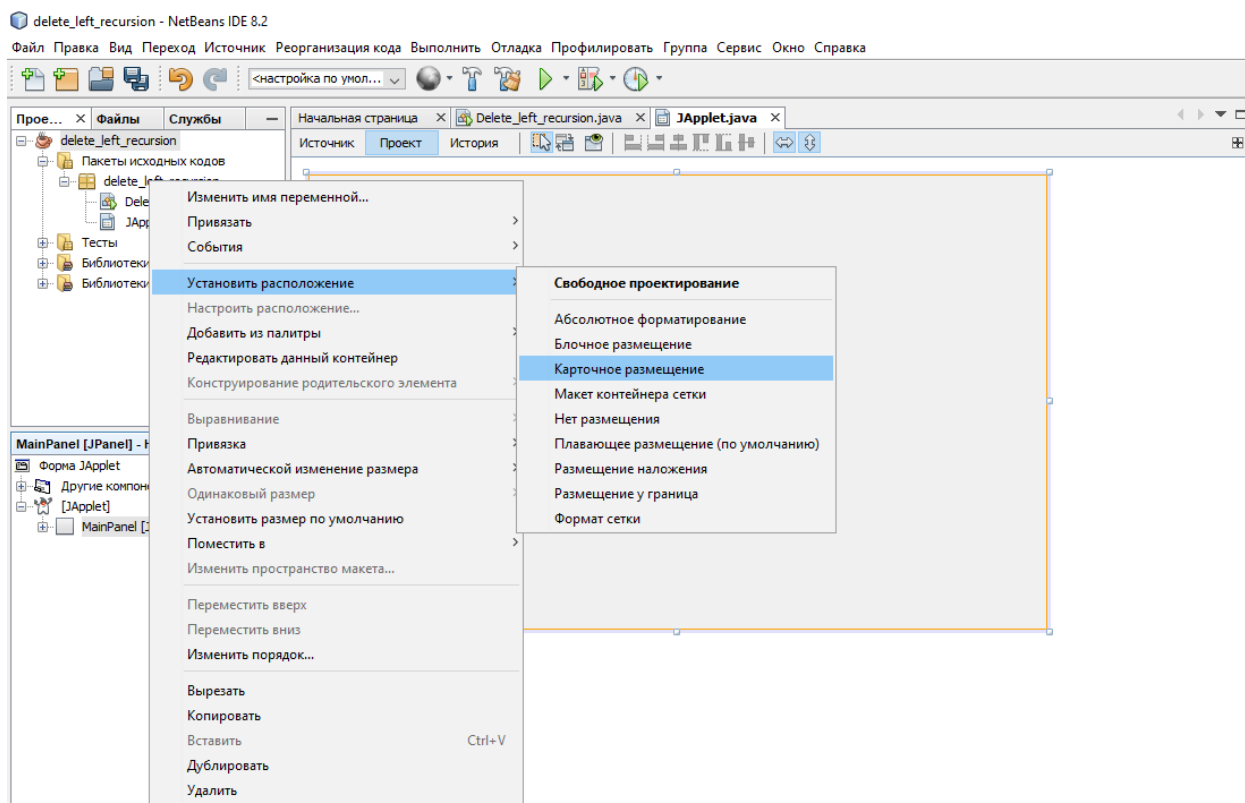 delete_left_recursion - NetBeans IDE 8.2
Файл Правка Вид Переход Источник Реорганизация кода Выполнить Отладка Профилировать Группа Сервис Окно Справка
<настройка по умол...
Прое... Файлы Службы
Начальная страница Delete_left_recursion.java JApplet.java
Источник Проект История
delete_left_recursion
Пакеты исходных кодов
delete_left_recursion
Dele
JApp
Тесты
Библиотеки
Библиотеки
MainPanel [JPanel] - Н
Форма JApplet
Другие компоне
[JApplet]
MainPanel [J
Изменить имя переменной...
Привязать
События
Установить расположение
Настроить расположение...
Добавить из палитры
Редактировать данный контейнер
Конструирование родительского элемента
Выравнивание
Привязка
Автоматической изменение размера
Одинаковый размер
Установить размер по умолчанию
Поместить в
Изменить пространство макета...
Переместить вверх
Переместить вниз
Изменить порядок...
Вырезать
Копировать
Вставить Ctrl+V
Дублировать
Удалить
Свободное проектирование
Абсолютное форматирование
Блочное размещение
Карточное размещение
Макет контейнера сетки
Нет размещения
Плавающее размещение (по умолчанию)
Размещение наложения
Размещение у граница
Формат сетки